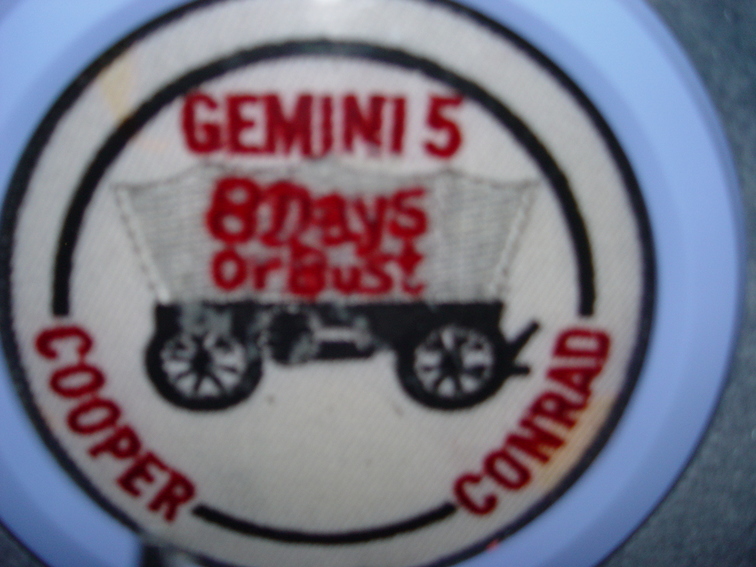 GEMINI 5
8 Days
or Bust
COOPER
CONRAD